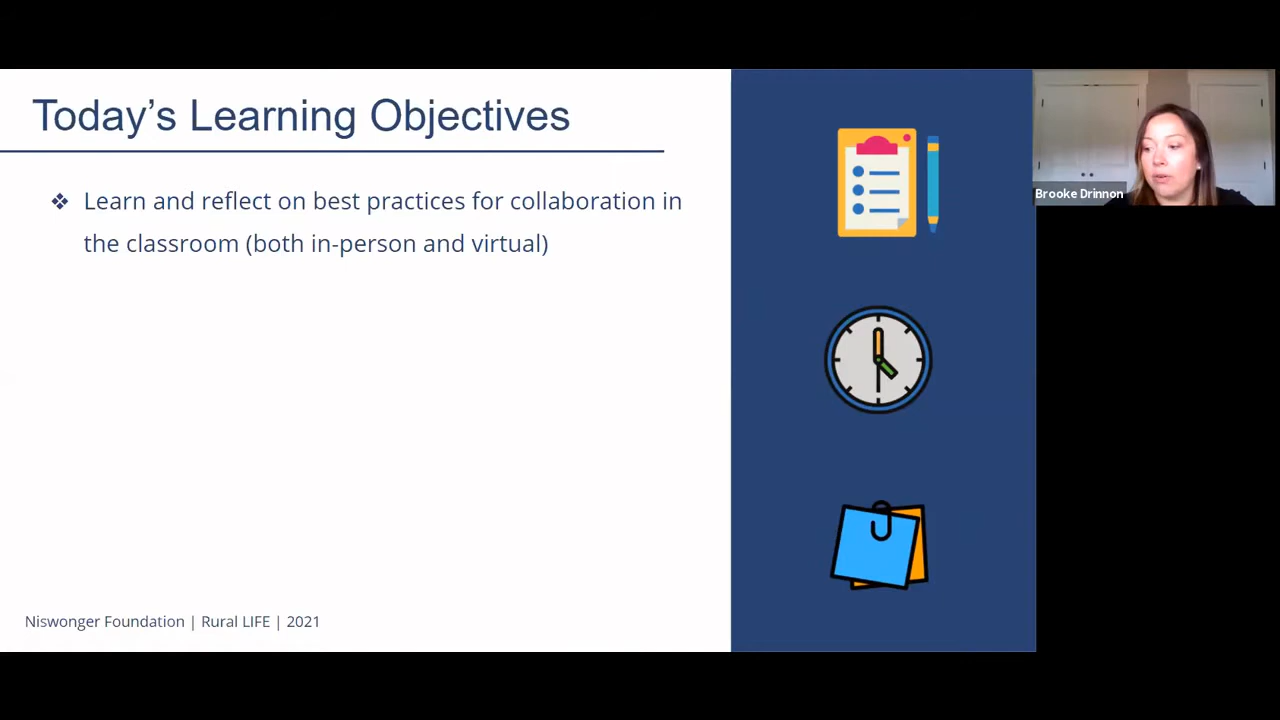 Today’s Learning Objectives
❖ Learn and reflect on best practices for collaboration in
the classroom (both in-person and virtual)
Niswonger Foundation | Rural LIFE | 2021
Brooke Drinnon